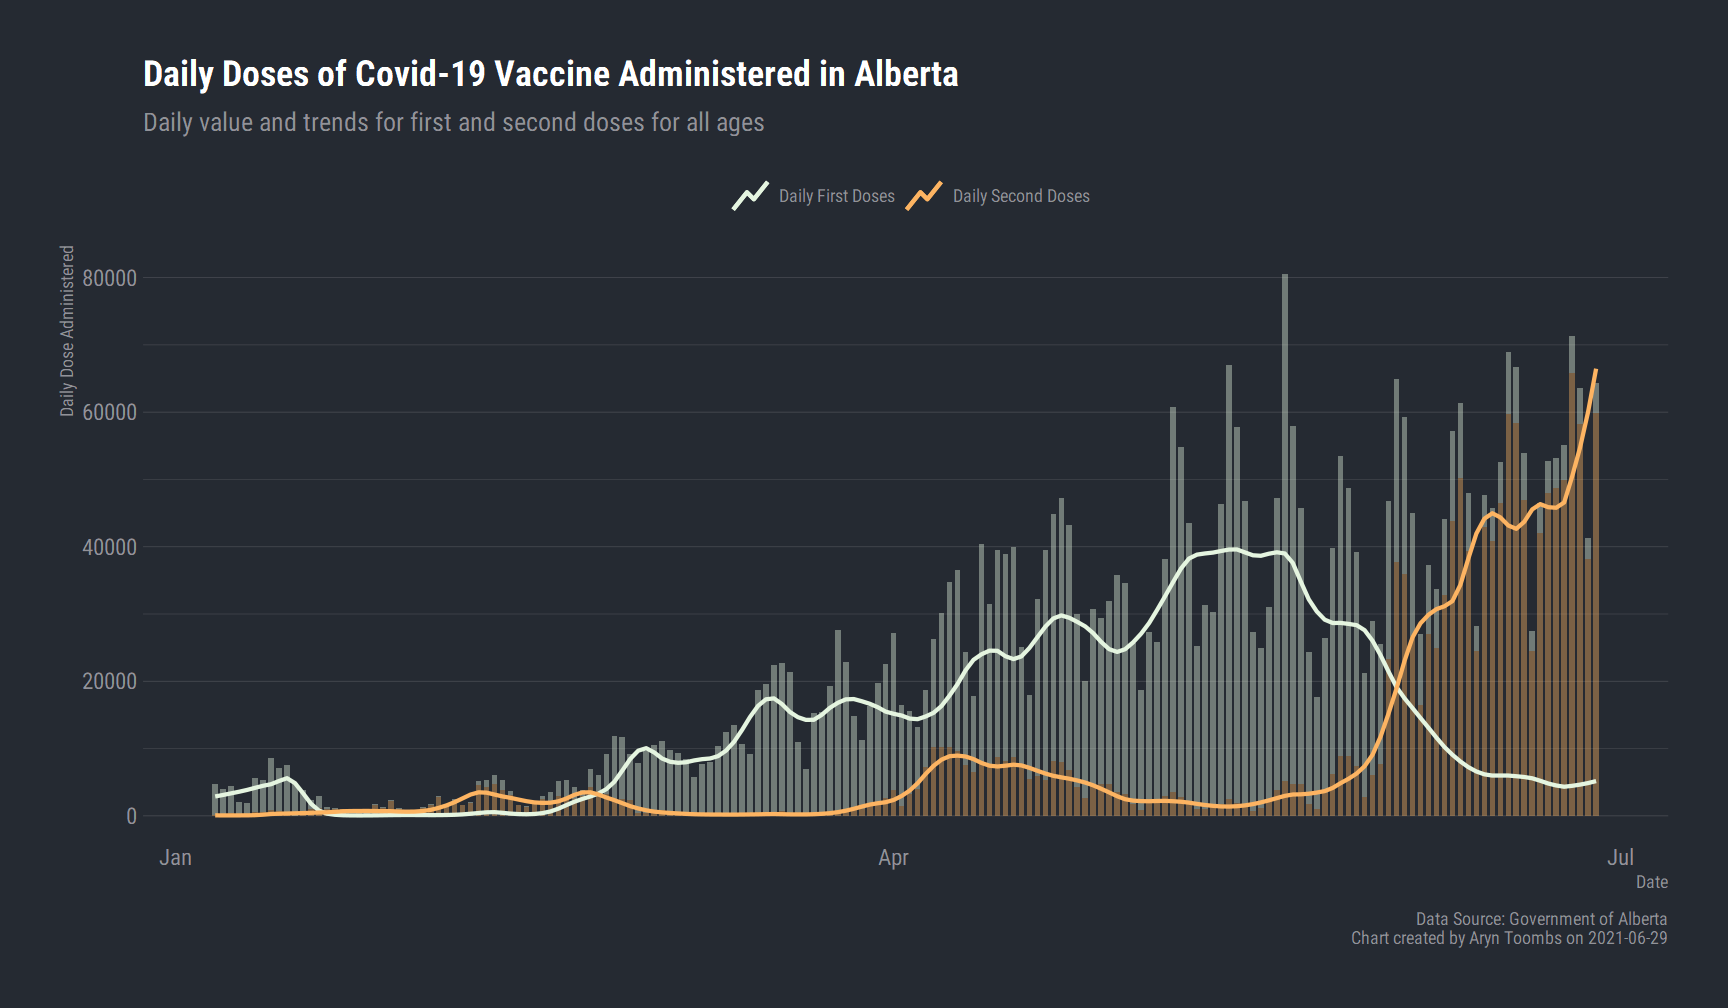 Daily Doses of Covid-19 Vaccine Administered in Alberta
Daily value and trends for first and second doses for all ages
Daily First Doses
Daily Second Doses
Daily Dose Administered
80000
60000
40000
20000
0
Jan
Apr
Jul
Date
Data Source: Government of Alberta
Chart created by Aryn Toombs on 2021-06-29